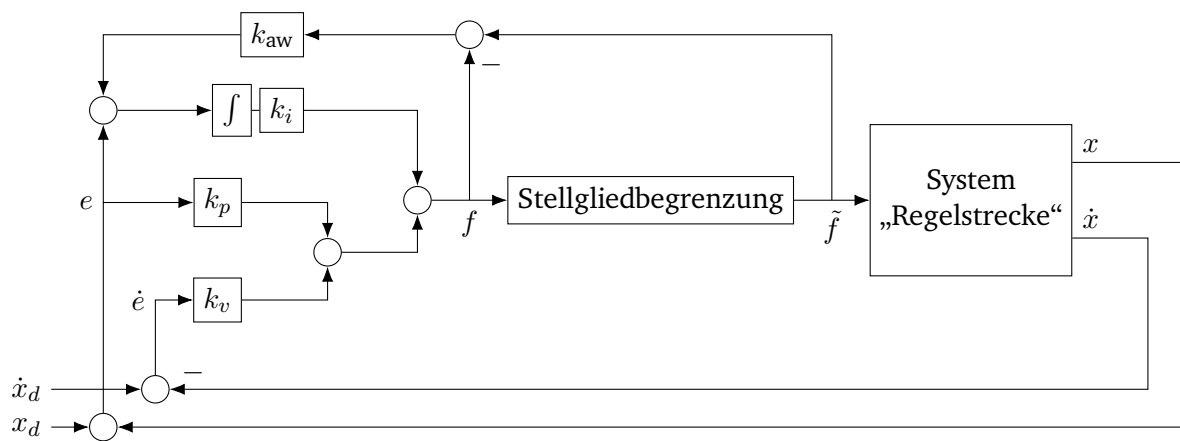 k_aw
−
∫ k_i
x
System
„Regelstrecke“
e k_p
Stellgliedbegrenzung
f
f̃
ẋ
ė k_v
−
ẋ_d
x_d